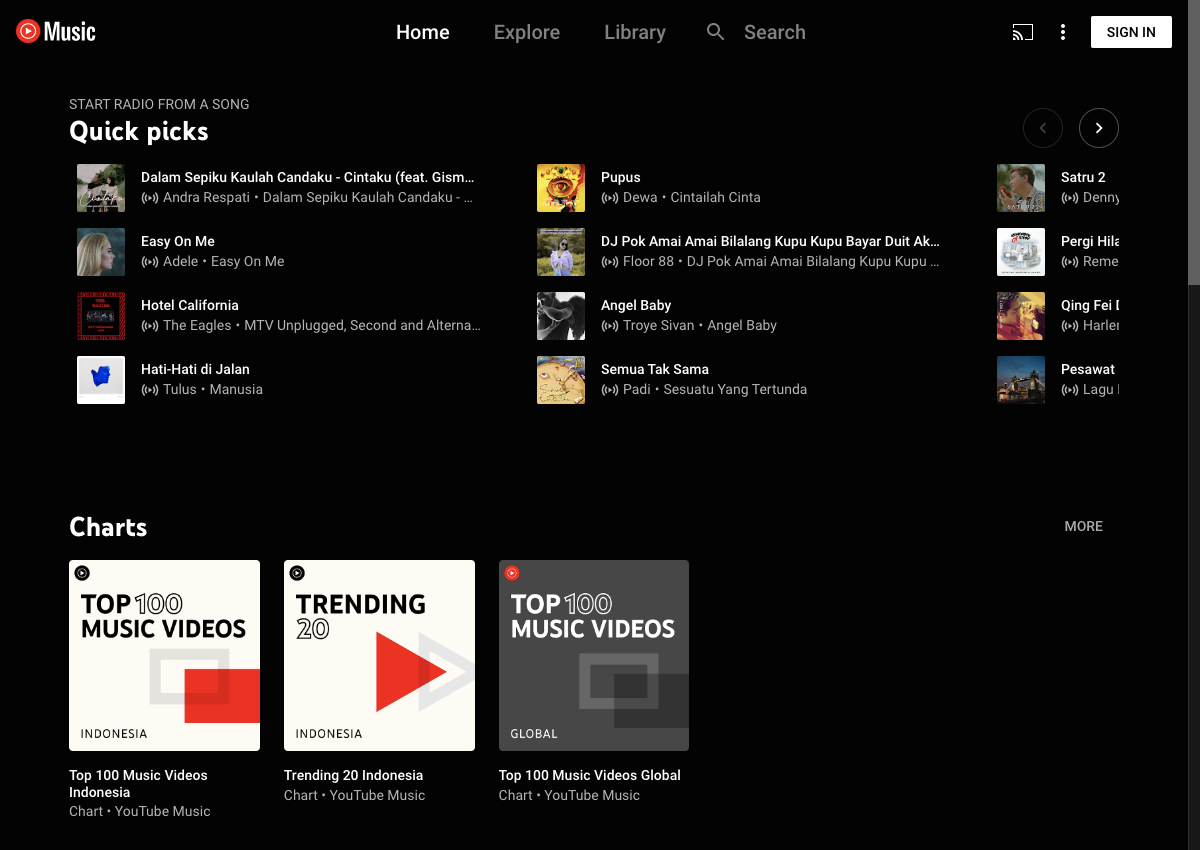 Music
Home
Explore
Library
Search
SIGN IN
START RADIO FROM A SONG
Quick picks
Dalam Sepiku Kaulah Candaku - Cintaku (feat. Gism...
Andra Respati • Dalam Sepiku Kaulah Candaku - ...
Easy On Me
Adele • Easy On Me
Hotel California
The Eagles • MTV Unplugged, Second and Alterna...
Hati-Hati di Jalan
Tulus • Manusia
Pupus
Dewa • Cintailah Cinta
DJ Pok Amai Amai Bilalang Kupu Kupu Bayar Duit Ak...
Floor 88 • DJ Pok Amai Amai Bilalang Kupu Kupu ...
Angel Baby
Troye Sivan • Angel Baby
Semua Tak Sama
Padi • Sesuatu Yang Tertunda
Satru 2
Denny
Pergi Hila
Reme
Qing Fei
Harle
Pesawat
Lagu
Charts
MORE
TOP 100
MUSIC VIDEOS
INDONESIA
Top 100 Music Videos
Indonesia
Chart • YouTube Music
TRENDING
20
INDONESIA
Trending 20 Indonesia
Chart • YouTube Music
TOP 100
MUSIC VIDEOS
GLOBAL
Top 100 Music Videos Global
Chart • YouTube Music